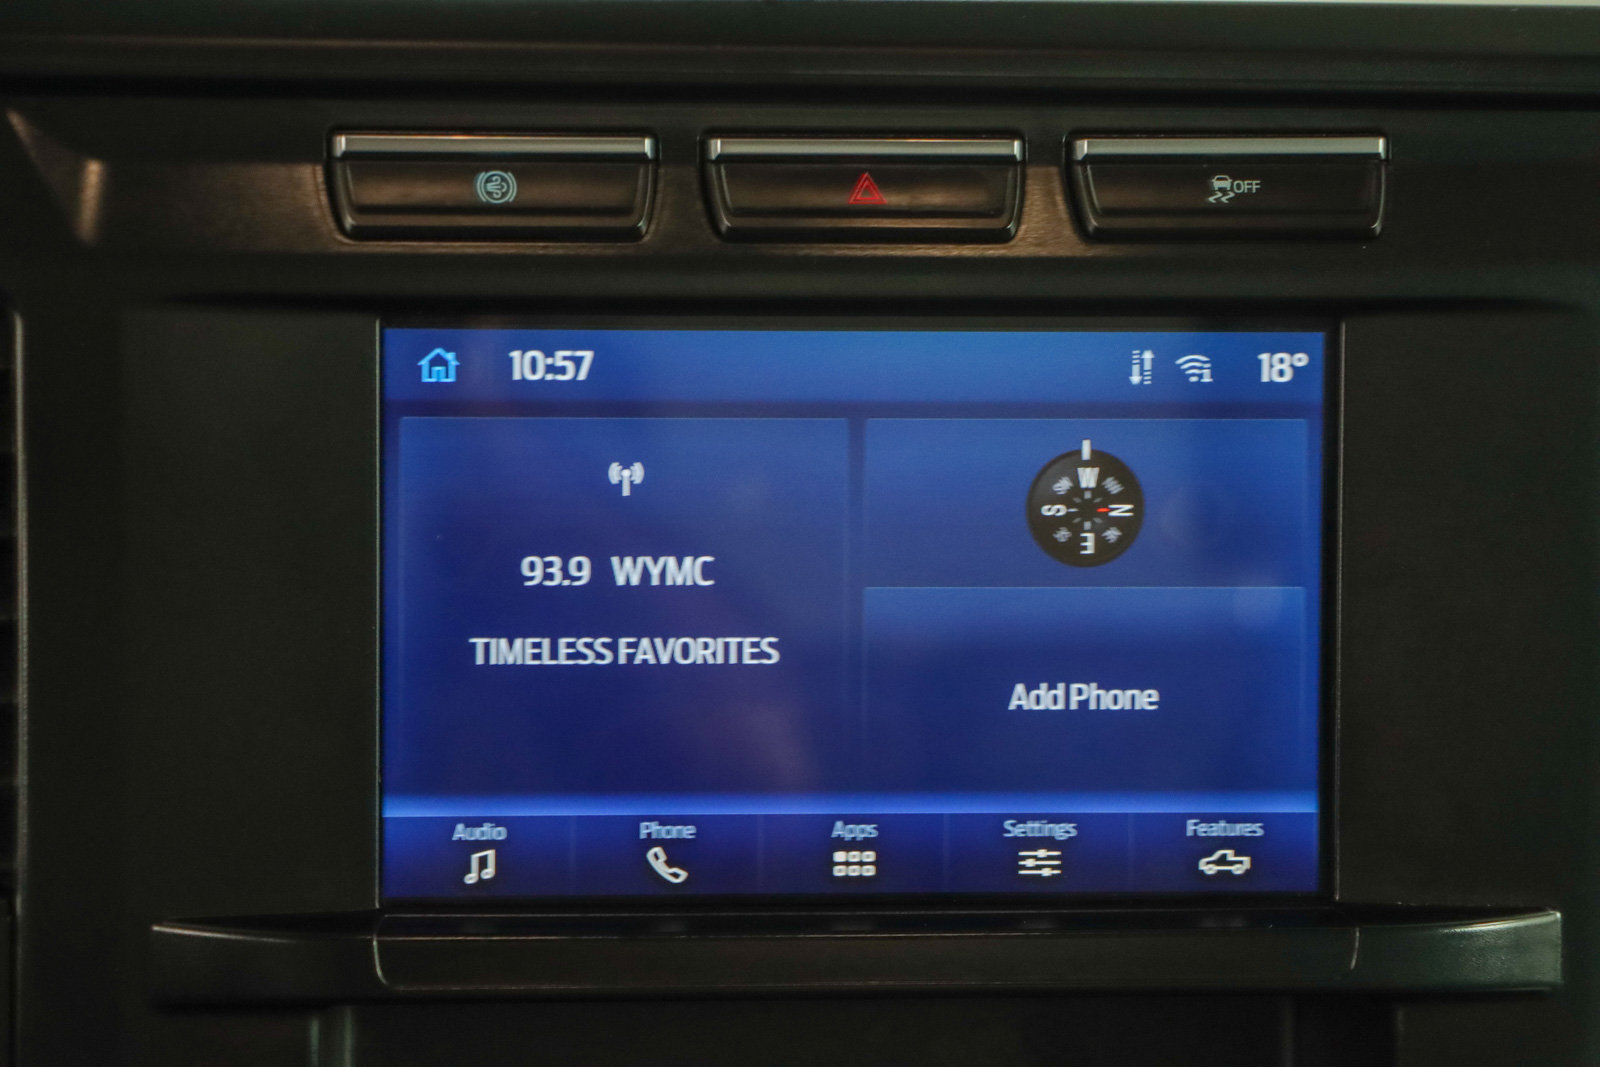 OFF
10:57
18°
93.9 WYMC
TIMELESS FAVORITES
W
S
N
E
Add Phone
Audio
Phone
Apps
Settings
Features